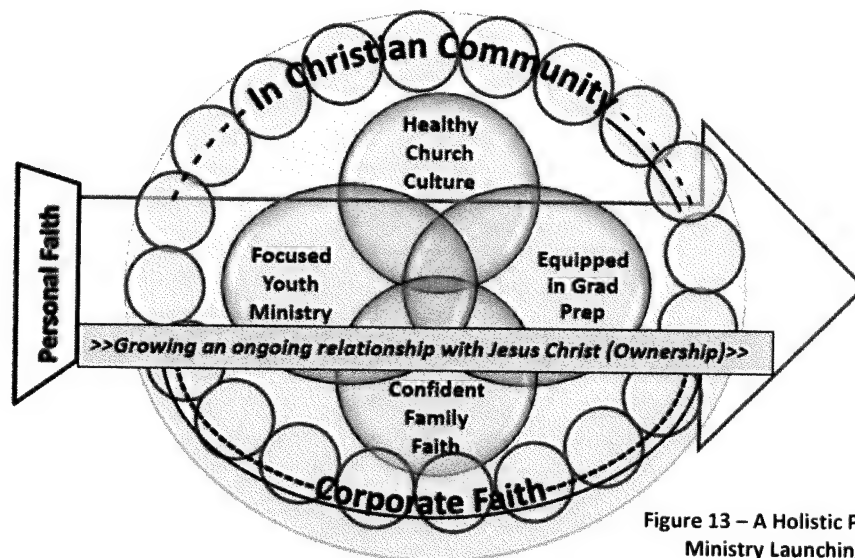 In Christian Community
Healthy
Church
Culture
Personal Faith
Focused
Youth
Ministry
Equipped
in Grad
Prep
>>Growing an ongoing relationship with Jesus Christ (Ownership)>>
Confident
Family
Faith
Corporate Faith
Figure 13 – A Holistic
Ministry